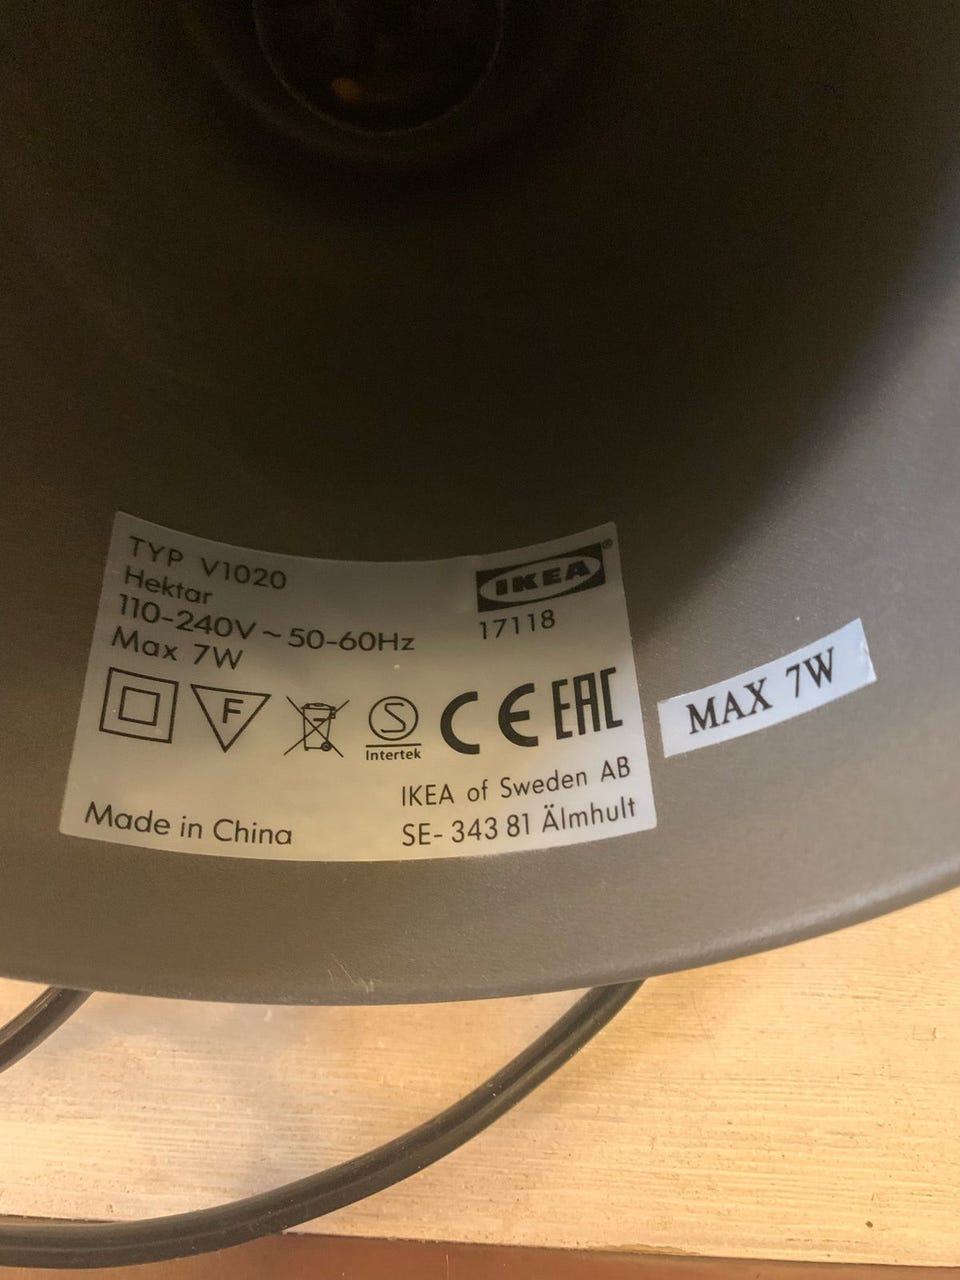 TYP V1020
Hektar
110-240V ~ 50-60Hz
Max 7W
IKEA®
17118
F
S
Intertek
CE
EAC
Made in China
IKEA of Sweden AB
SE- 343 81 Älmhult
MAX 7W